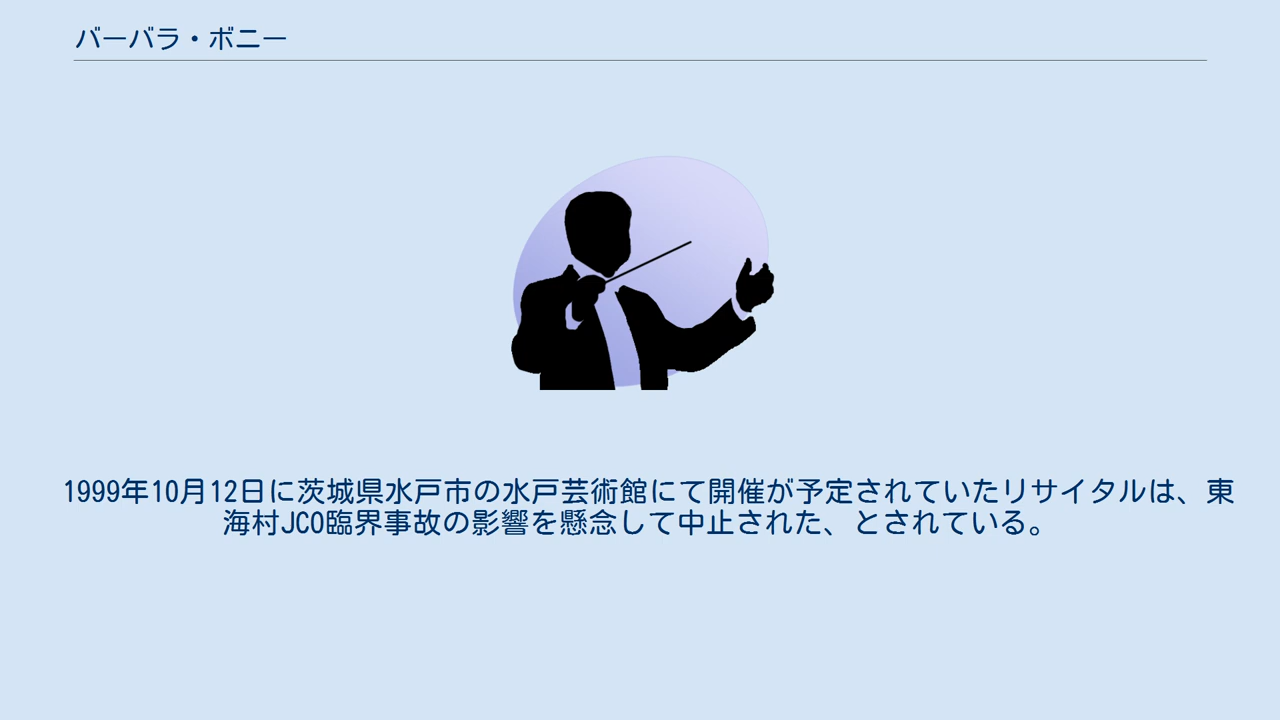 バーバラ・ボニー
1999年10月12日に茨城県水戸市の水戸芸術館にて開催が予定されていたリサイタルは、東
海村JCO臨界事故の影響を懸念して中止された、とされている。